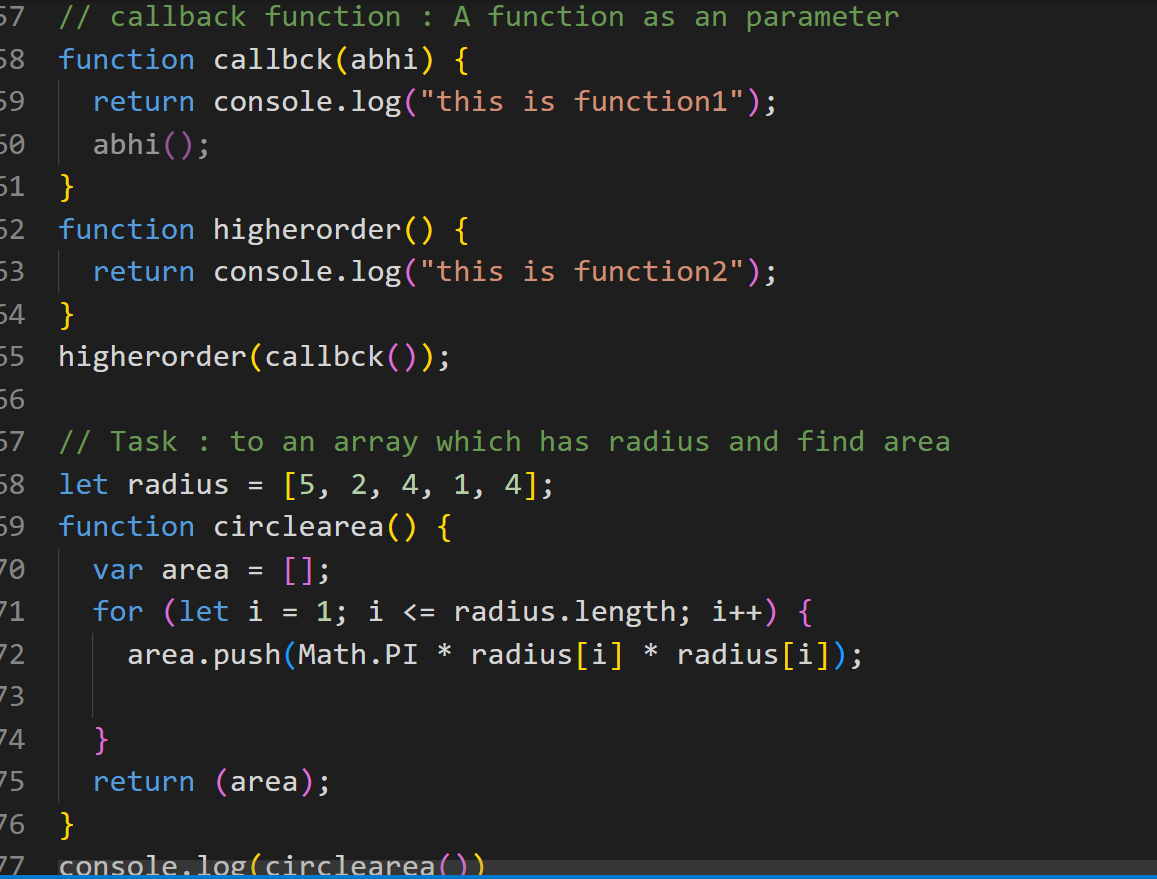 57 // callback function : A function as an parameter
58 function callbck(abhi) {
59   return console.log("this is function1");
60   abhi();
61 }
62 function higherorder() {
63   return console.log("this is function2");
64 }
65 higherorder(callbck());
66
67 // Task : to an array which has radius and find area
68 let radius = [5, 2, 4, 1, 4];
69 function circlearea() {
70   var area = [];
71   for (let i = 1; i <= radius.length; i++) {
72     area.push(Math.PI * radius[i] * radius[i]);
73
74   }
75   return (area);
76 }
77 console.log(circlearea())